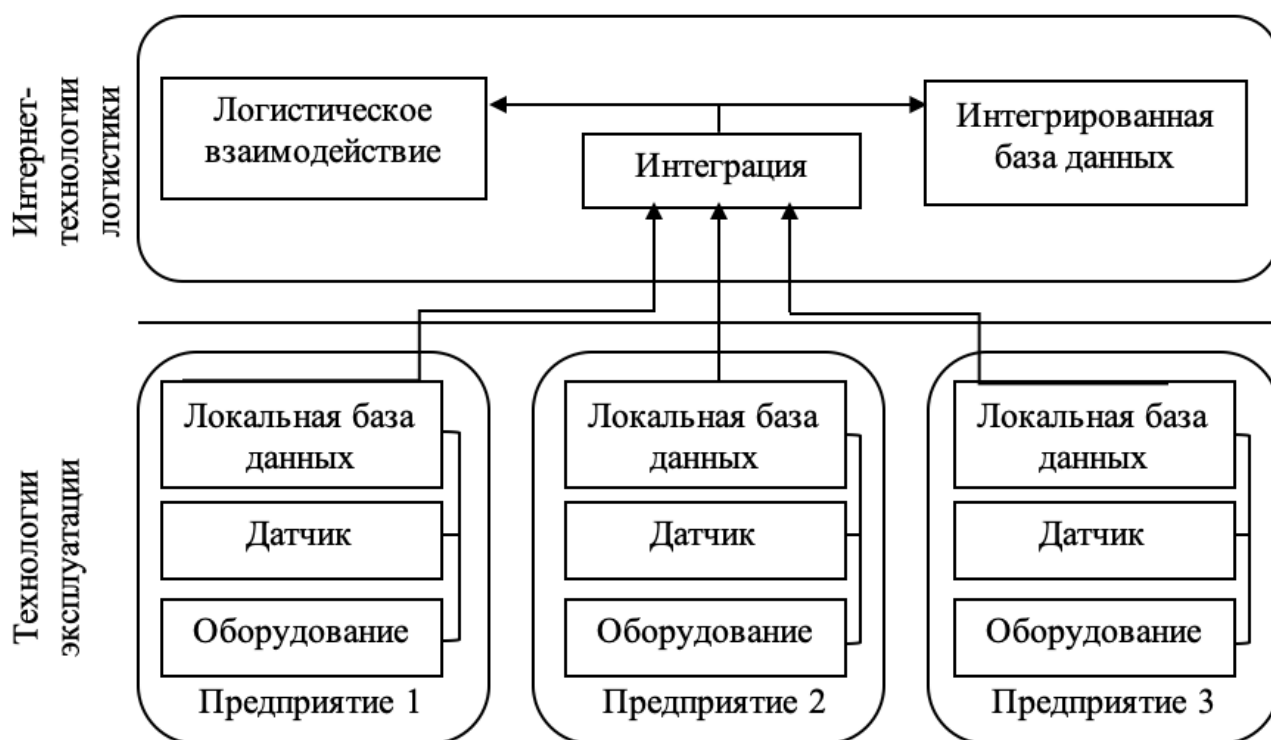 Интернет-
технологии
логистики
Логистическое
взаимодействие
Интеграция
Интегрированная
база данных
Технологии
эксплуатации
Локальная база
данных
Датчик
Оборудование
Предприятие 1
Локальная база
данных
Датчик
Оборудование
Предприятие 2
Локальная база
данных
Датчик
Оборудование
Предприятие 3